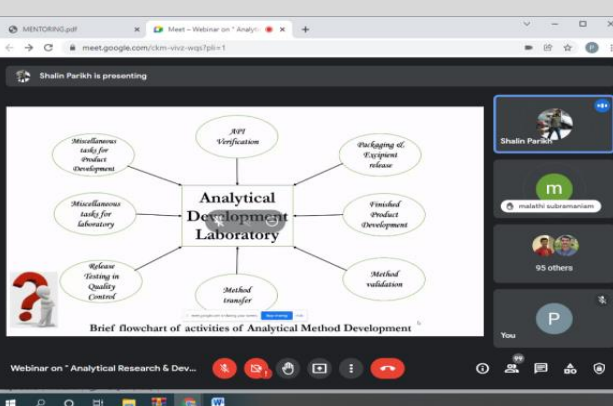 MENTORING.pdf
Meet – Webinar on " Analyt
meet.google.com/ckm-vivz-wqs?pli=1
Shalin Parikh is presenting
Miscellaneous
tasks for
Product
Development
API
Verification
Packaging &
Excipient
release
Miscellaneous
tasks for
laboratory
Analytical
Development
Laboratory
Finished
Product
Development
Release
Testing in
Quality
Control
Method
transfer
Method
validation
Brief flowchart of activities of Analytical Method Development
Shalin Parikh
m
malathi subramaniam
95 others
P
You
Webinar on " Analytical Research & Dev...
99